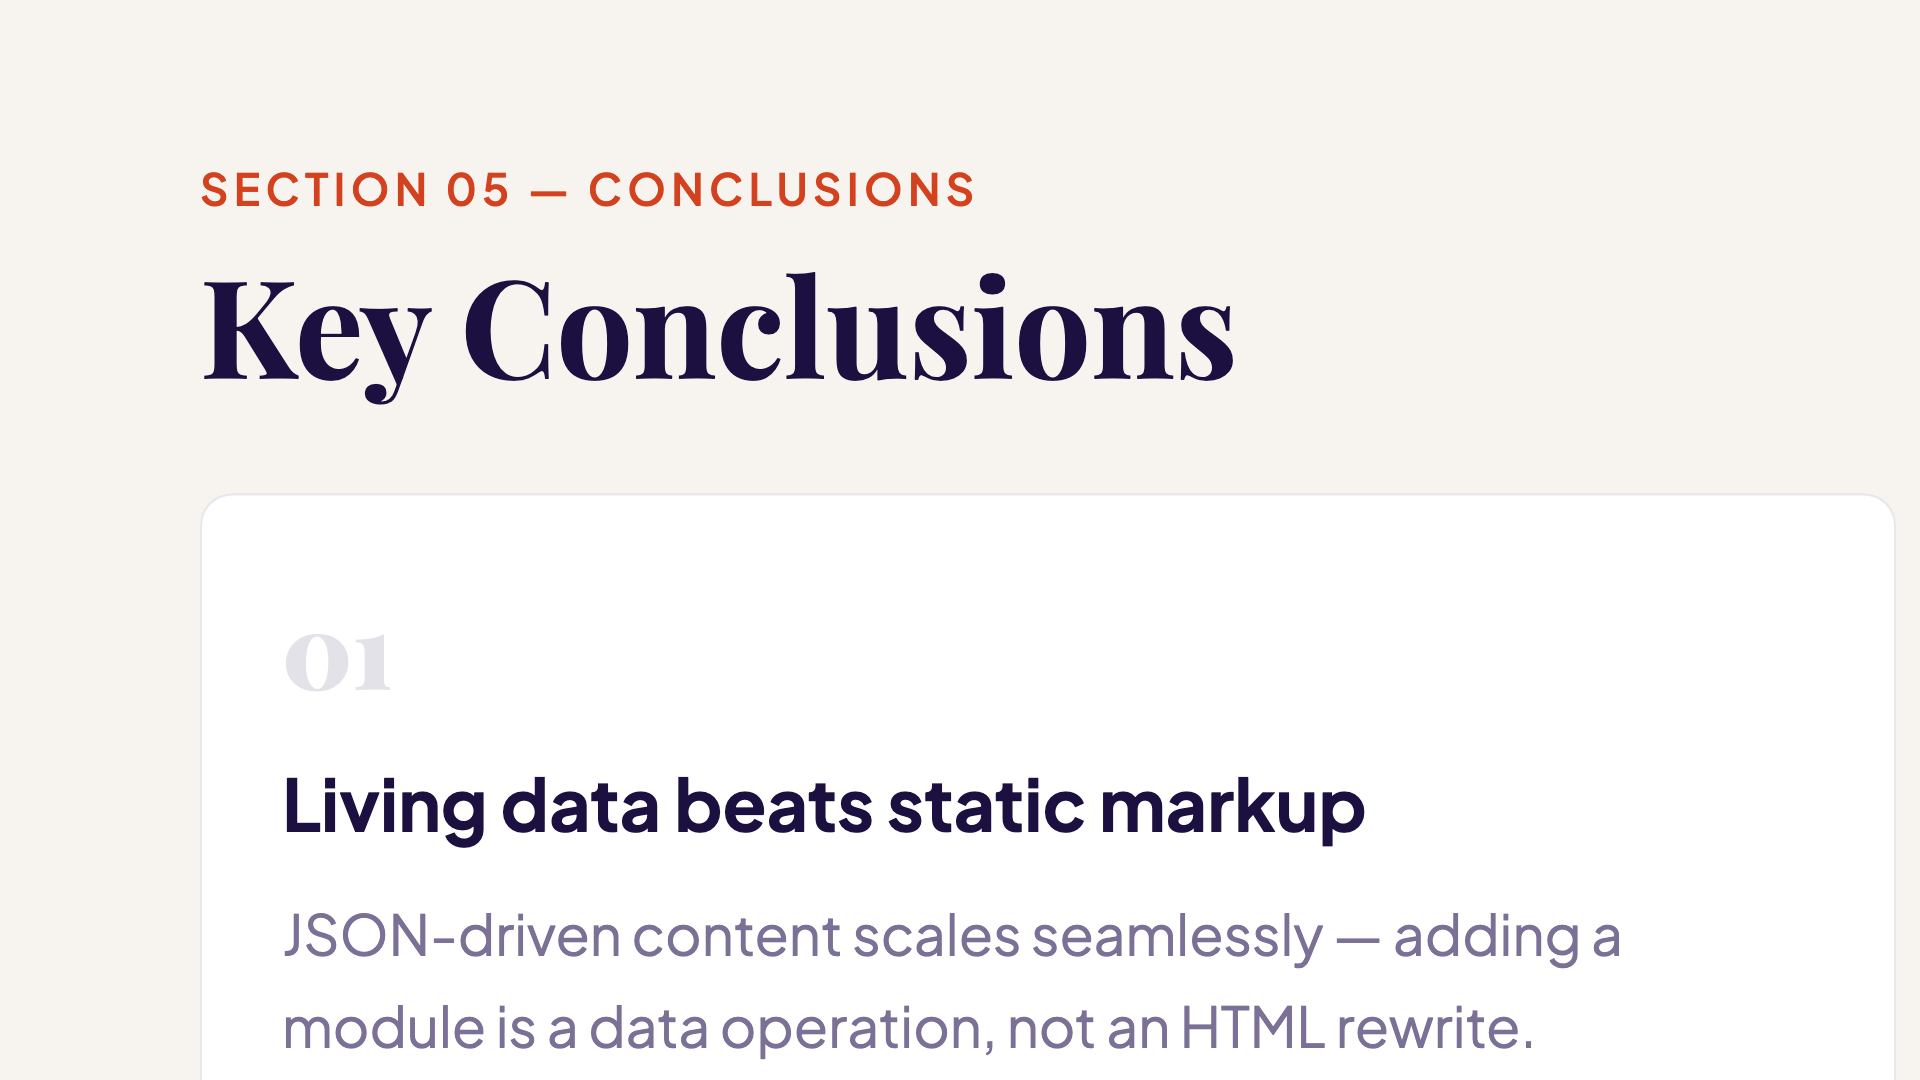 SECTION 05 — CONCLUSIONS
Key Conclusions
01
Living data beats static markup
JSON-driven content scales seamlessly — adding a
module is a data operation, not an HTML rewrite.